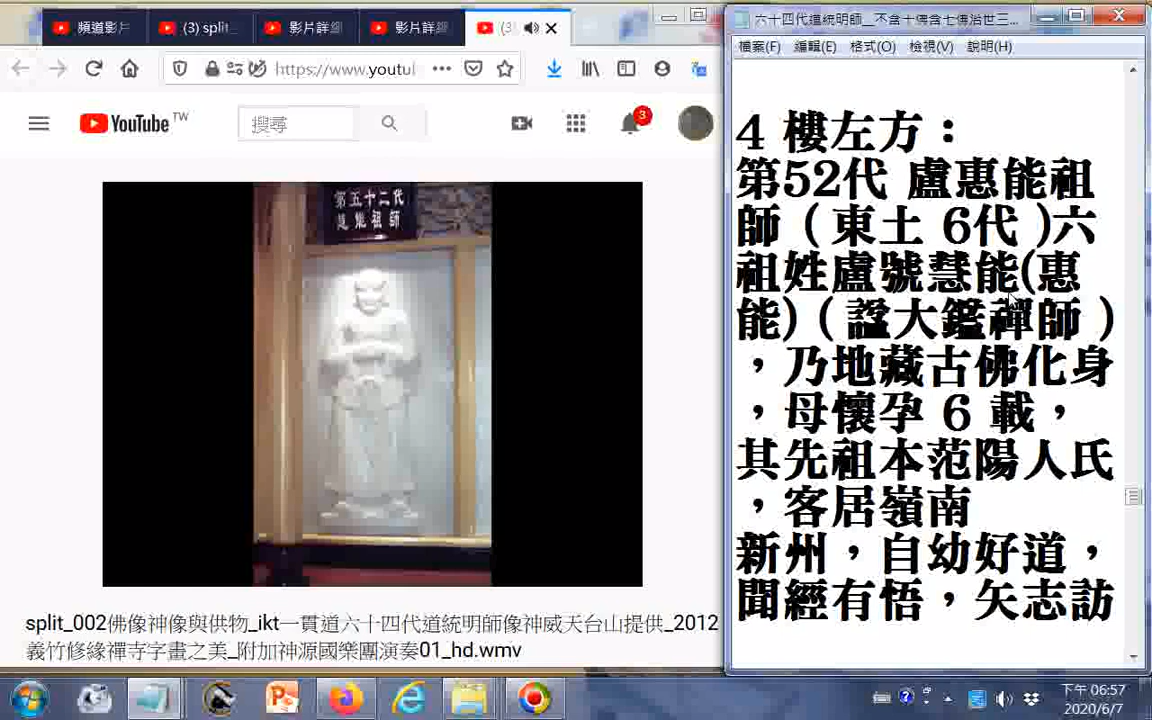 頻道影片
(3) split_
影片詳細
影片詳細
(3)
六十四代道統明師__不含十佛含七佛治世三...
檔案(F) 編輯(E) 格式(O) 檢視(V) 說明(H)
https://www.youtul
YouTube TW
搜尋
3
第五十二代
慧能祖師
split_002佛像神像與供物_ikt一貫道六十四代道統明師像神威天台山提供_2012
義竹修緣禪寺字畫之美_附加神源國樂團演奏01_hd.wmv
4 樓左方：
第52代 盧惠能祖
師（東土 6代 )六
祖姓盧號慧能(惠
能)（諡大鑑禪師）
，乃地藏古佛化身
，母懷孕 6 載，
其先祖本范陽人氏
，客居嶺南
新州，自幼好道，
聞經有悟，矢志訪
下午 06:57
2020/6/7